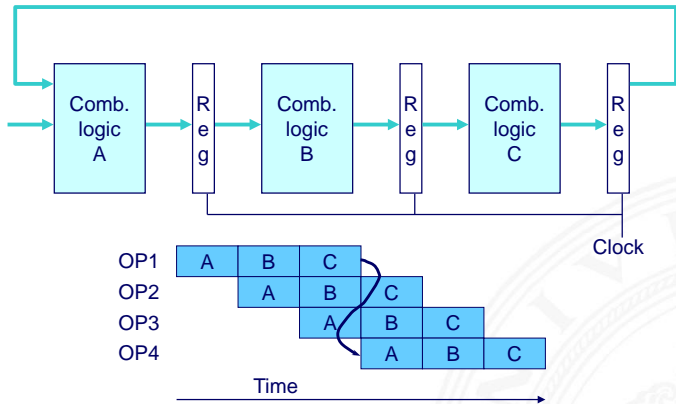 Comb.
logic
A
R
e
g
Comb.
logic
B
R
e
g
Comb.
logic
C
R
e
g
Clock
OP1 A B C
OP2 A B C
OP3 A B C
OP4 A B C
Time